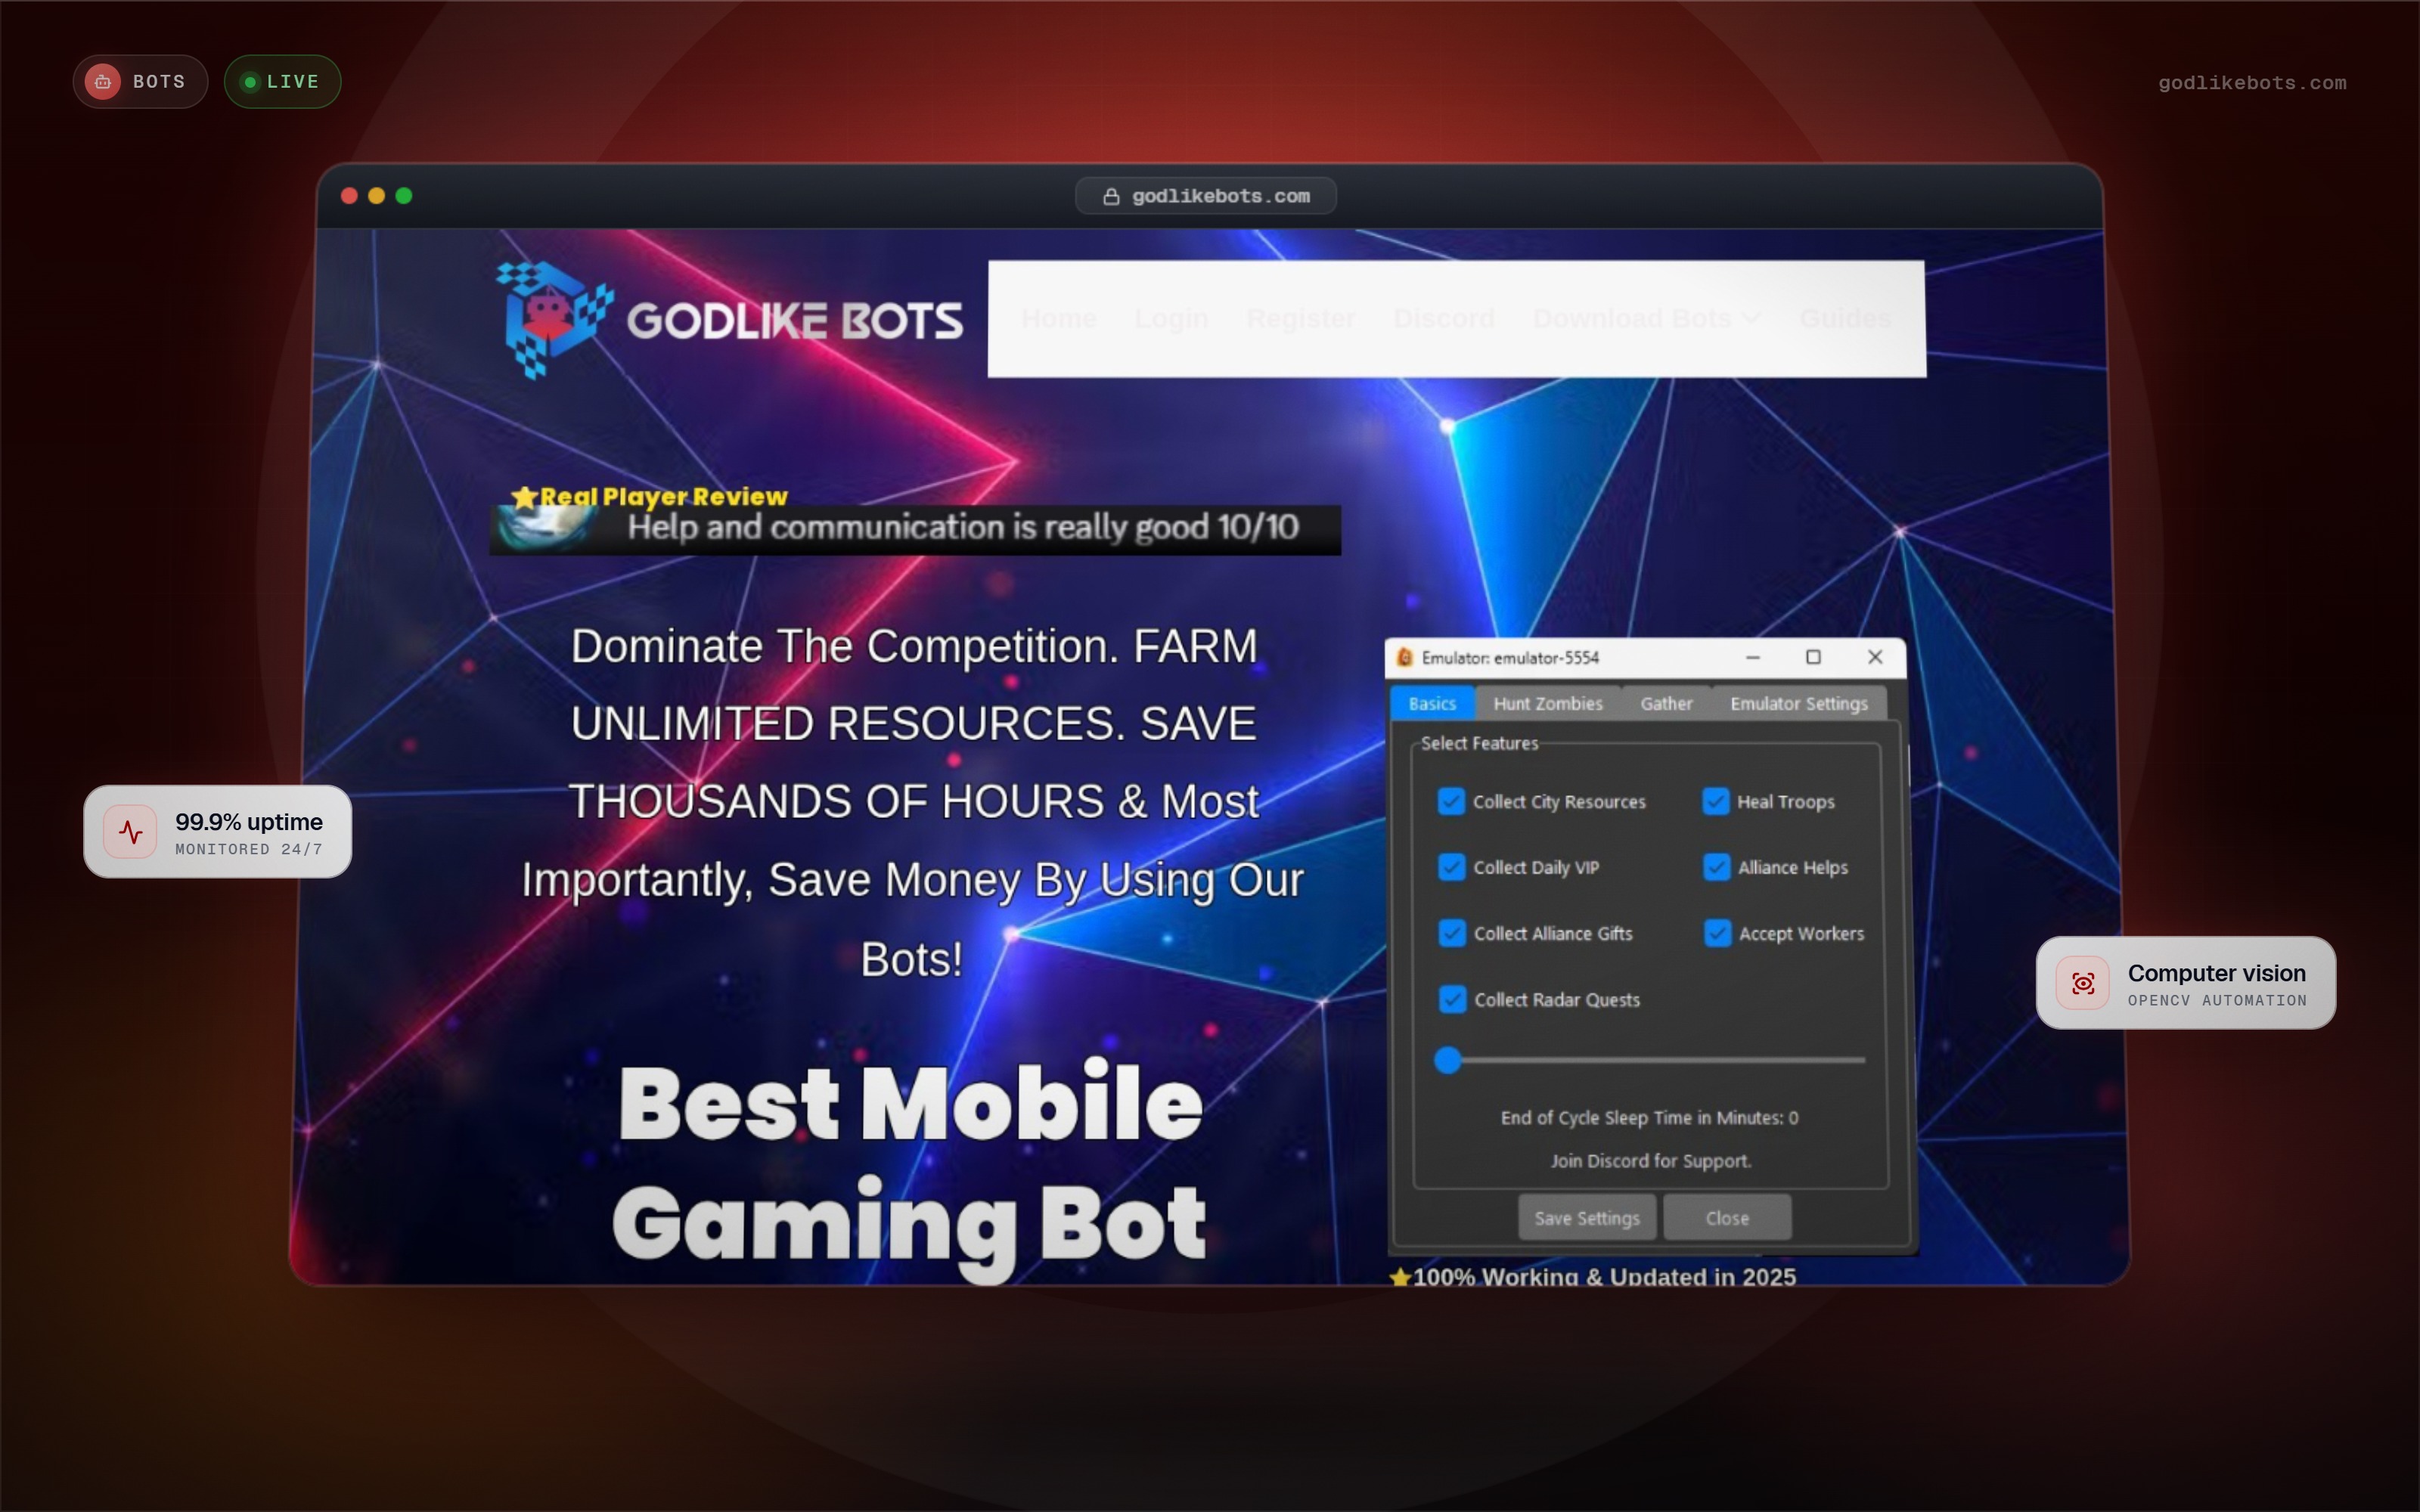 BOTS
LIVE
godlikebots.com
godlikebots.com
GODLIKE BOTS
Home Login Register Discord Download Bots Guides
⭐Real Player Review
Help and communication is really good 10/10
Dominate The Competition. FARM
UNLIMITED RESOURCES. SAVE
THOUSANDS OF HOURS & Most
Importantly, Save Money By Using Our
Bots!
Best Mobile
Gaming Bot
Emulator: emulator-5554
Basics Hunt Zombies Gather Emulator Settings
Select Features
Collect City Resources Heal Troops
Collect Daily VIP Alliance Helps
Collect Alliance Gifts Accept Workers
Collect Radar Quests
End of Cycle Sleep Time in Minutes: 0
Join Discord for Support.
Save Settings Close
⭐100% Working & Updated in 2025
99.9% uptime
MONITORED 24/7
Computer vision
OPENCV AUTOMATION